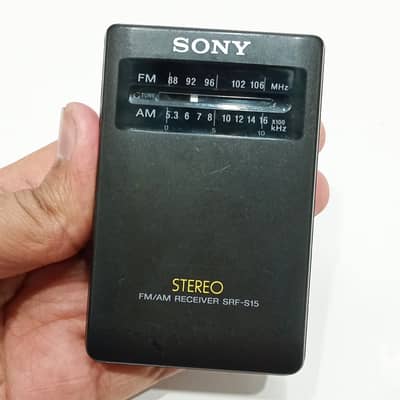 SONY
FM 88 92 96 102 106 MHz
TUNE
AM 5.3 6 7 8 10 12 14 16 X100 kHz
0 5 10
STEREO
FM/AM RECEIVER SRF-S15